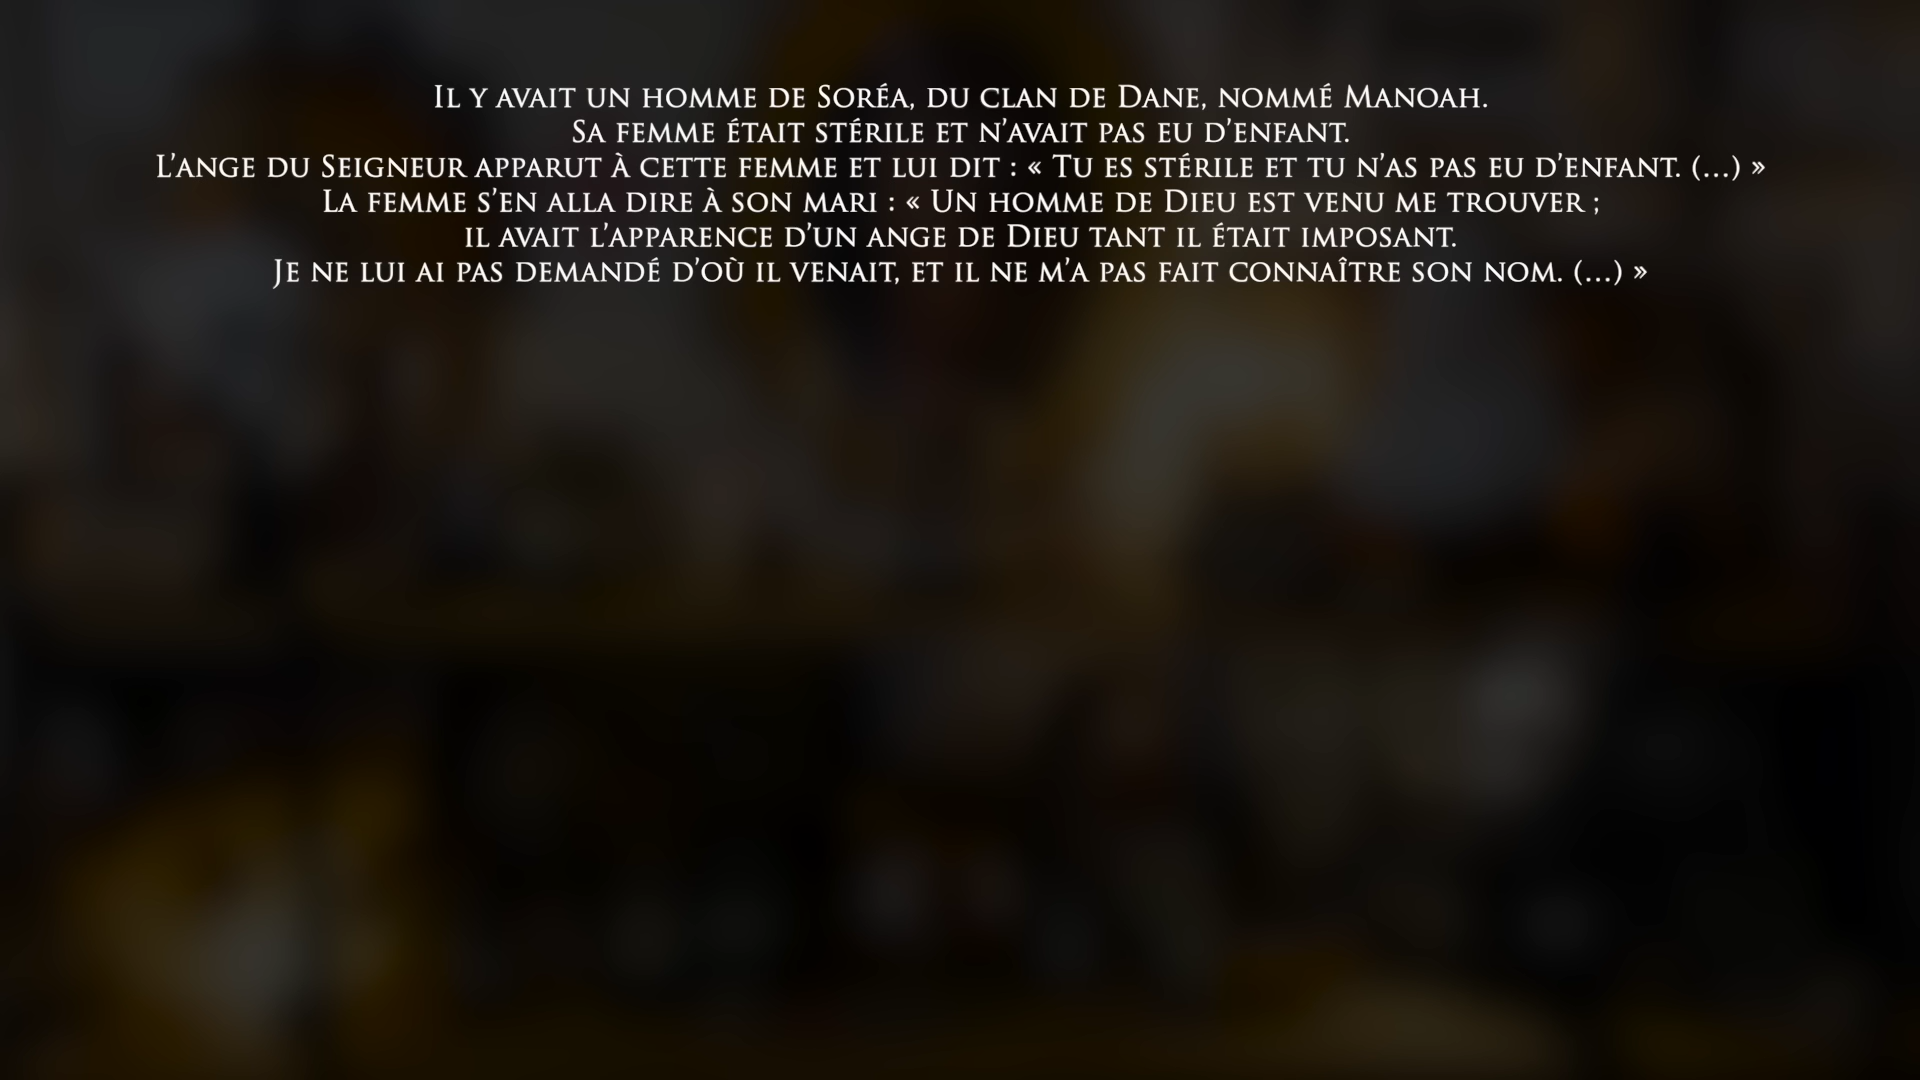 Il y avait un homme de Soréa, du clan de Dane, nommé Manoah.
Sa femme était stérile et n’avait pas eu d’enfant.
L’ange du Seigneur apparut à cette femme et lui dit : « Tu es stérile et tu n’as pas eu d’enfant. (…) »
La femme s’en alla dire à son mari : « Un homme de Dieu est venu me trouver ;
il avait l’apparence d’un ange de Dieu tant il était imposant.
Je ne lui ai pas demandé d’où il venait, et il ne m’a pas fait connaître son nom. (…) »